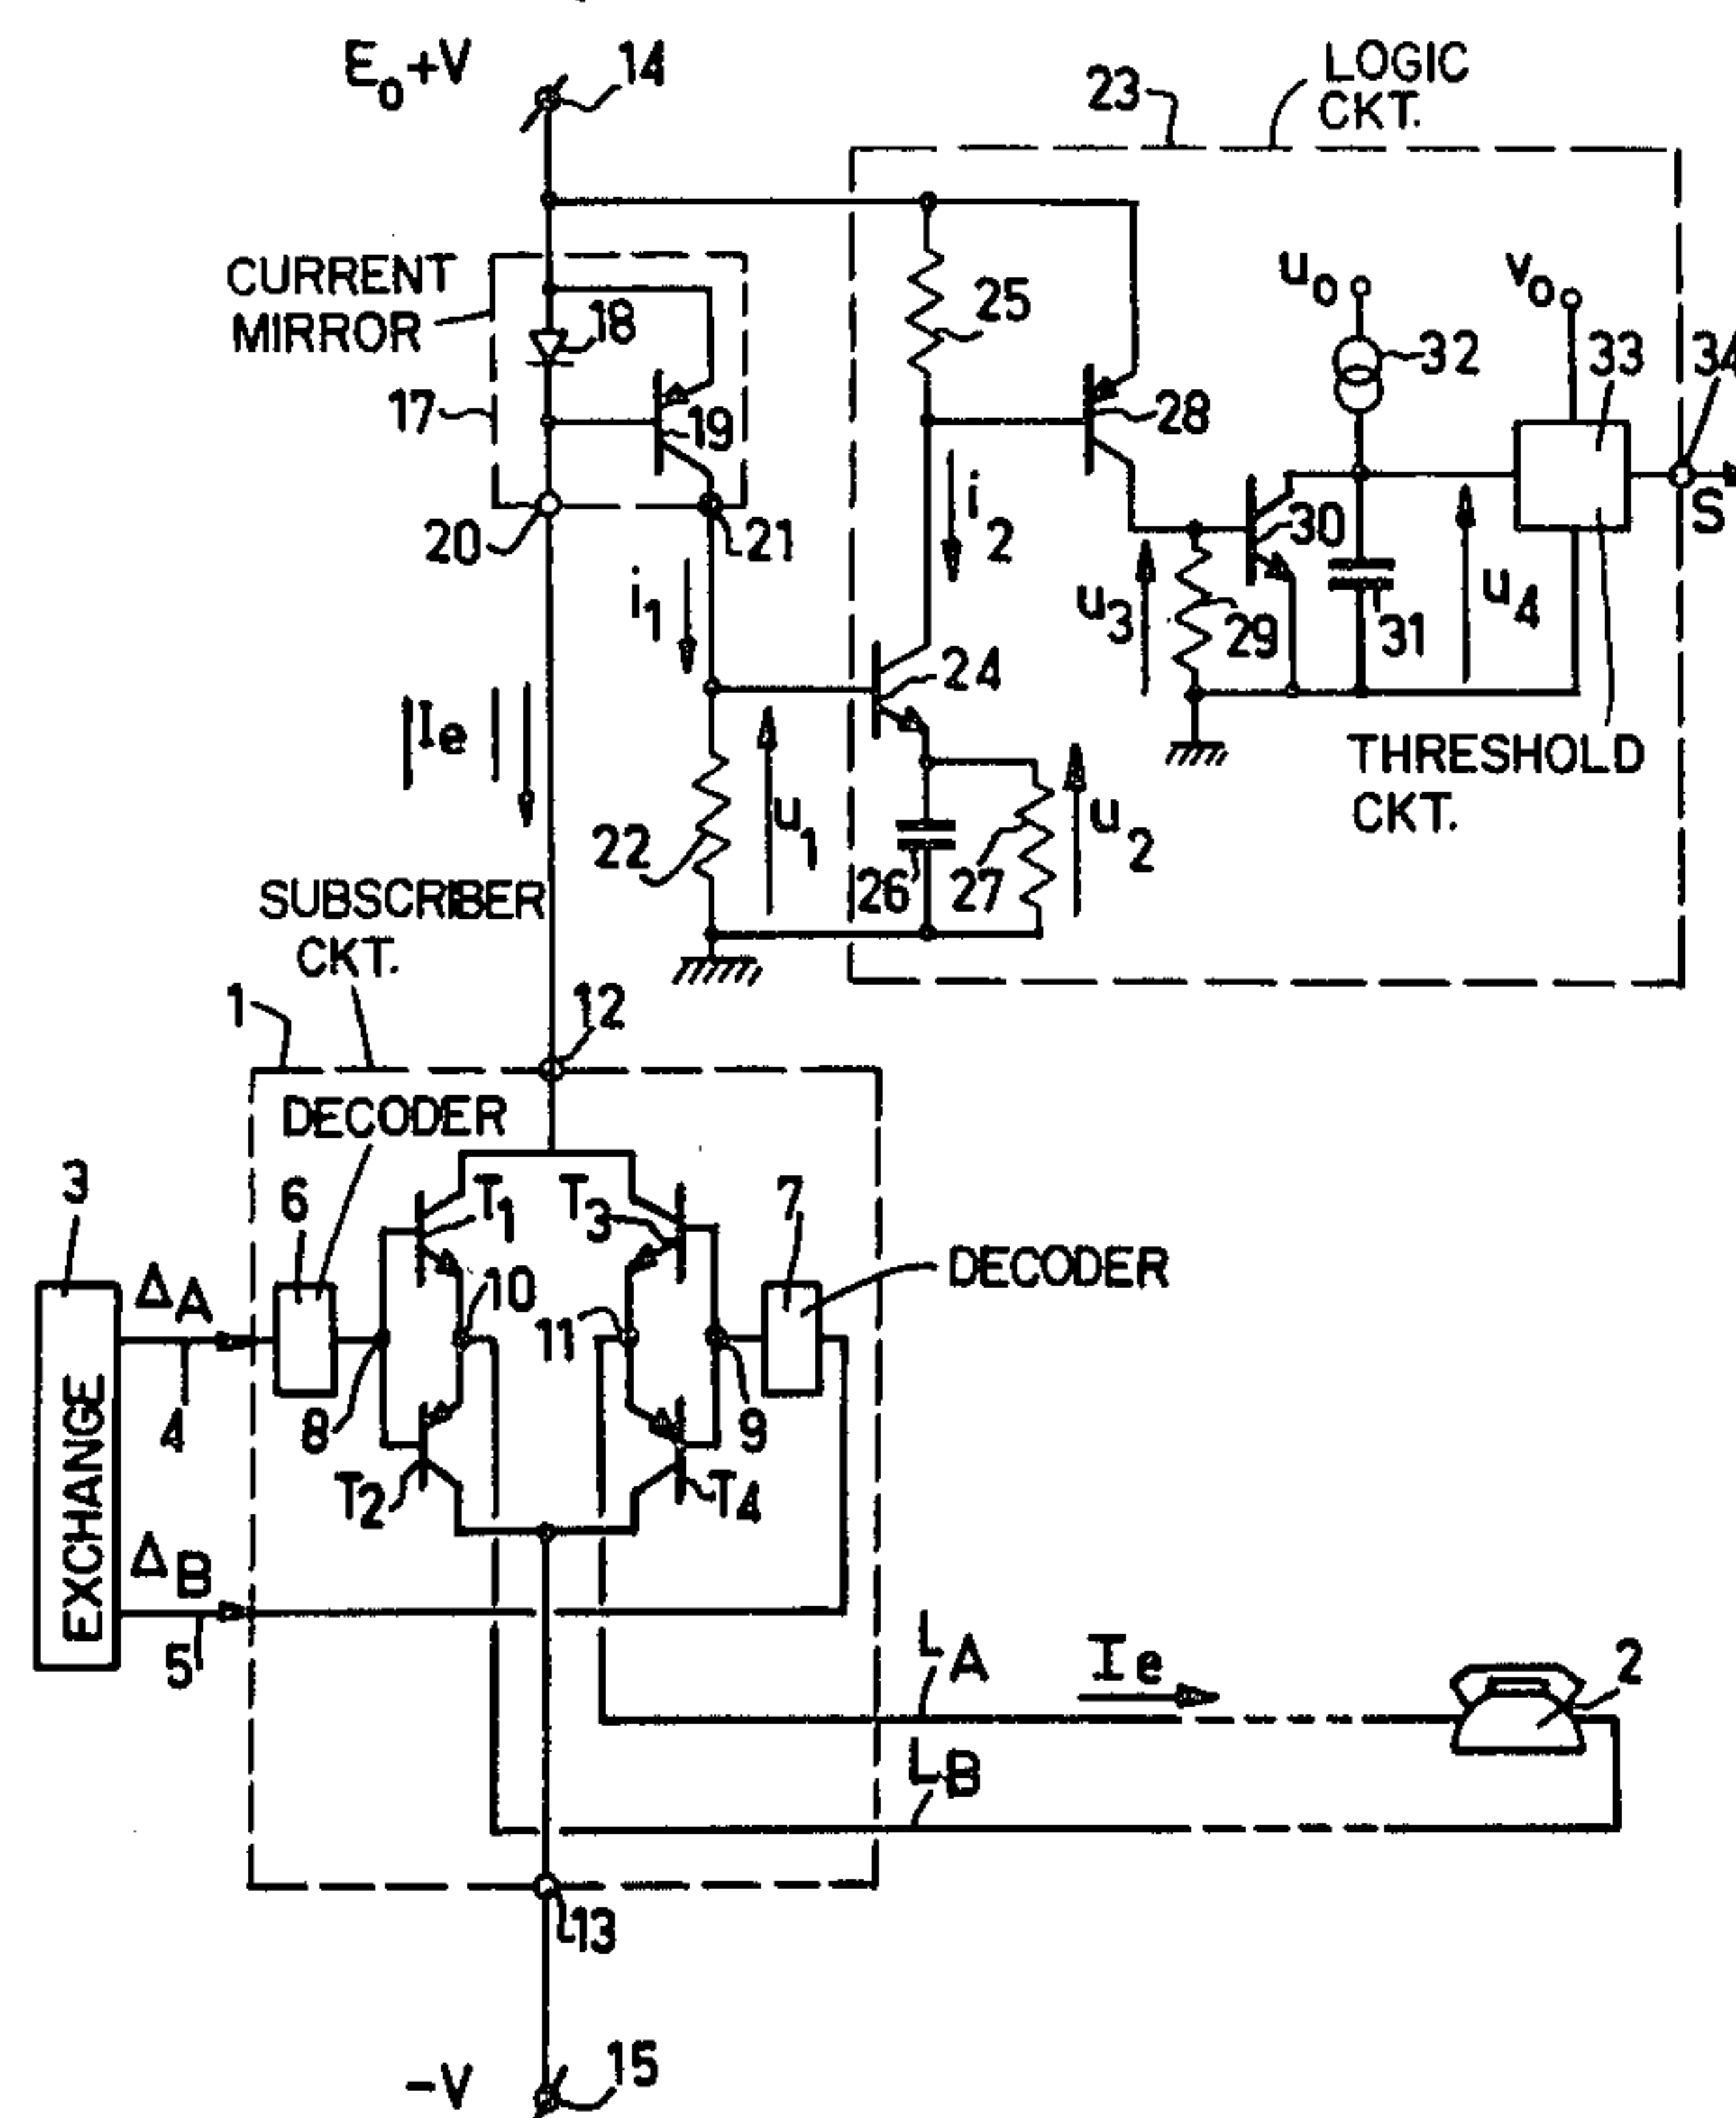 E₀+V
14
LOGIC
CKT.
23
CURRENT
MIRROR
18
25
u₀
v₀
32
33
34
17
19
28
20
21
i₁
i₂
30
S
u₃
29
31
u₄
24
|Ie|
THRESHOLD
CKT.
22
u₁
26
27
u₂
SUBSCRIBER
CKT.
1
12
DECODER
3
6
T₁
T₃
7
DECODER
ΔA
10
11
4
8
9
EXCHANGE
T₂
T₄
ΔB
5
LA
Ie
2
LB
13
-V
15